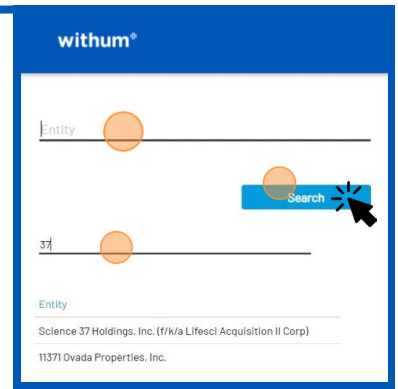 withum
Entity
Search
37
Entity
Science 37 Holdings, Inc. (f/k/a Lifesci Acquisition II Corp)
11371 Ovada Properties, Inc.